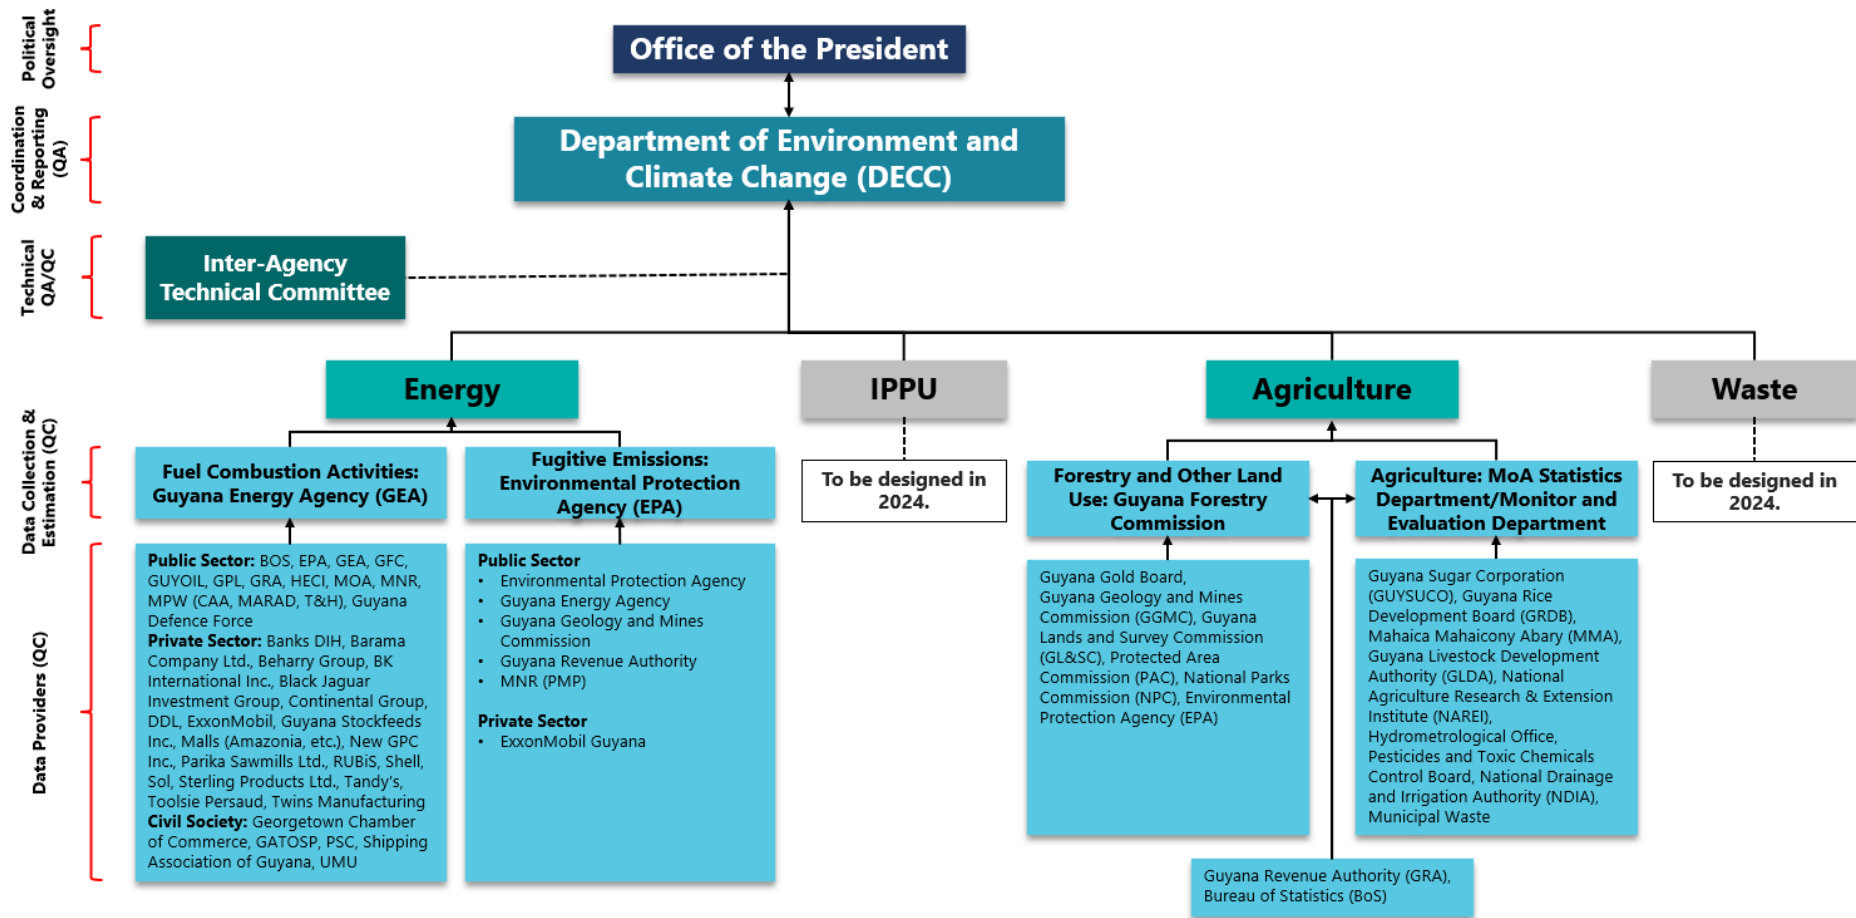 Political
Oversight
Office of the President
Coordination
& Reporting
(QA)
Department of Environment and
Climate Change (DECC)
Technical
QA/QC
Inter-Agency
Technical Committee
Energy
IPPU
Agriculture
Waste
Data Collection &
Estimation (QC)
Fuel Combustion Activities:
Guyana Energy Agency (GEA)
Fugitive Emissions:
Environmental Protection
Agency (EPA)
To be designed in
2024.
Forestry and Other Land
Use: Guyana Forestry
Commission
Agriculture: MoA Statistics
Department/Monitor and
Evaluation Department
To be designed in
2024.
Data Providers (QC)
Public Sector: BOS, EPA, GEA, GFC,
GUYOIL, GPL, GRA, HECI, MOA, MNR,
MPW (CAA, MARAD, T&H), Guyana
Defence Force
Private Sector: Banks DIH, Barama
Company Ltd., Beharry Group, BK
International Inc., Black Jaguar
Investment Group, Continental Group,
DDL, ExxonMobil, Guyana Stockfeeds
Inc., Malls (Amazonia, etc.), New GPC
Inc., Parika Sawmills Ltd., RUBiS, Shell,
Sol, Sterling Products Ltd., Tandy's,
Toolsie Persaud, Twins Manufacturing
Civil Society: Georgetown Chamber
of Commerce, GATOSP, PSC, Shipping
Association of Guyana, UMU
Public Sector
• Environmental Protection Agency
• Guyana Energy Agency
• Guyana Geology and Mines
Commission
• Guyana Revenue Authority
• MNR (PMP)
Private Sector
• ExxonMobil Guyana
Guyana Gold Board,
Guyana Geology and Mines
Commission (GGMC), Guyana
Lands and Survey Commission
(GL&SC), Protected Area
Commission (PAC), National Parks
Commission (NPC), Environmental
Protection Agency (EPA)
Guyana Sugar Corporation
(GUYSUCO), Guyana Rice
Development Board (GRDB),
Mahaica Mahaicony Abary (MMA),
Guyana Livestock Development
Authority (GLDA), National
Agriculture Research & Extension
Institute (NAREI),
Hydrometrological Office,
Pesticides and Toxic Chemicals
Control Board, National Drainage
and Irrigation Authority (NDIA),
Municipal Waste
Guyana Revenue Authority (GRA),
Bureau of Statistics (BoS)